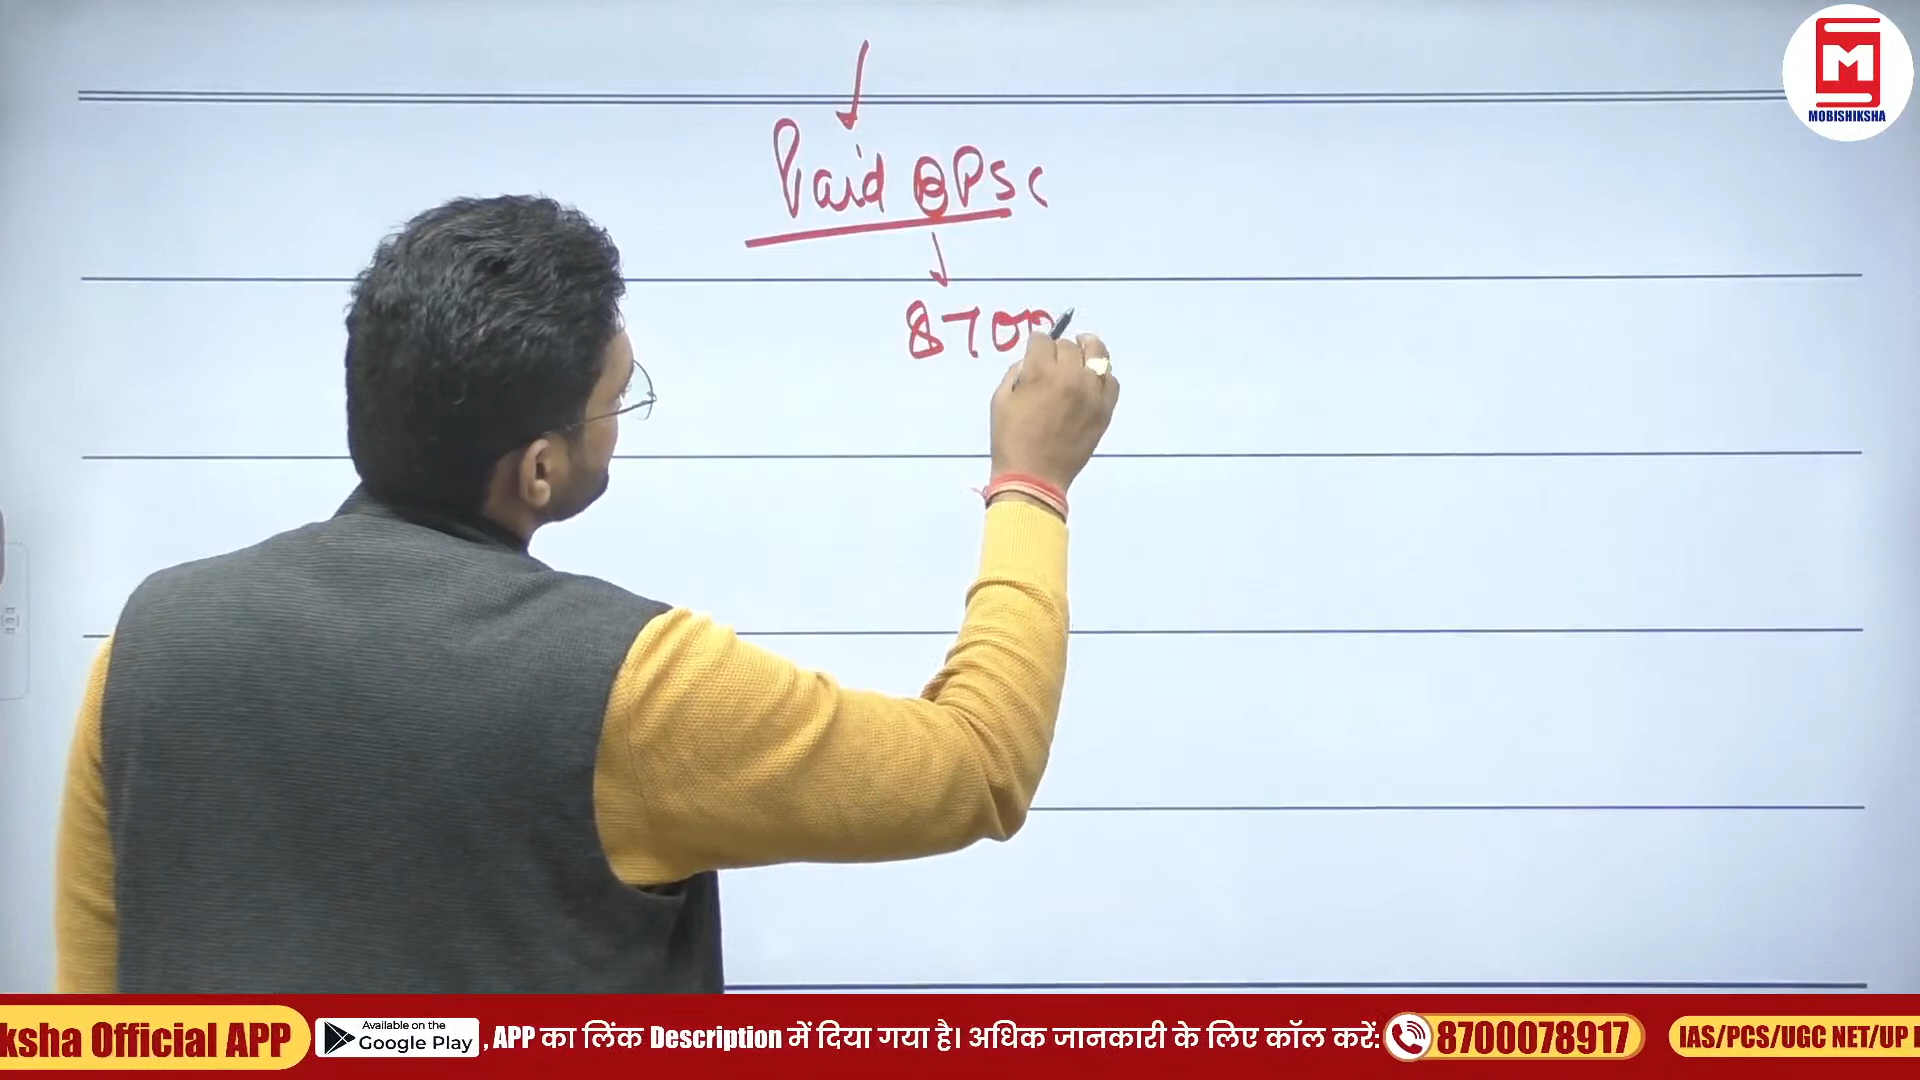 MOBISHIKSHA
Paid BPSC
8700
ksha Official APP
Available on the
Google Play
, APP का लिंक Description में दिया गया है। अधिक जानकारी के लिए कॉल करें:
8700078917
IAS/PCS/UGC NET/UP